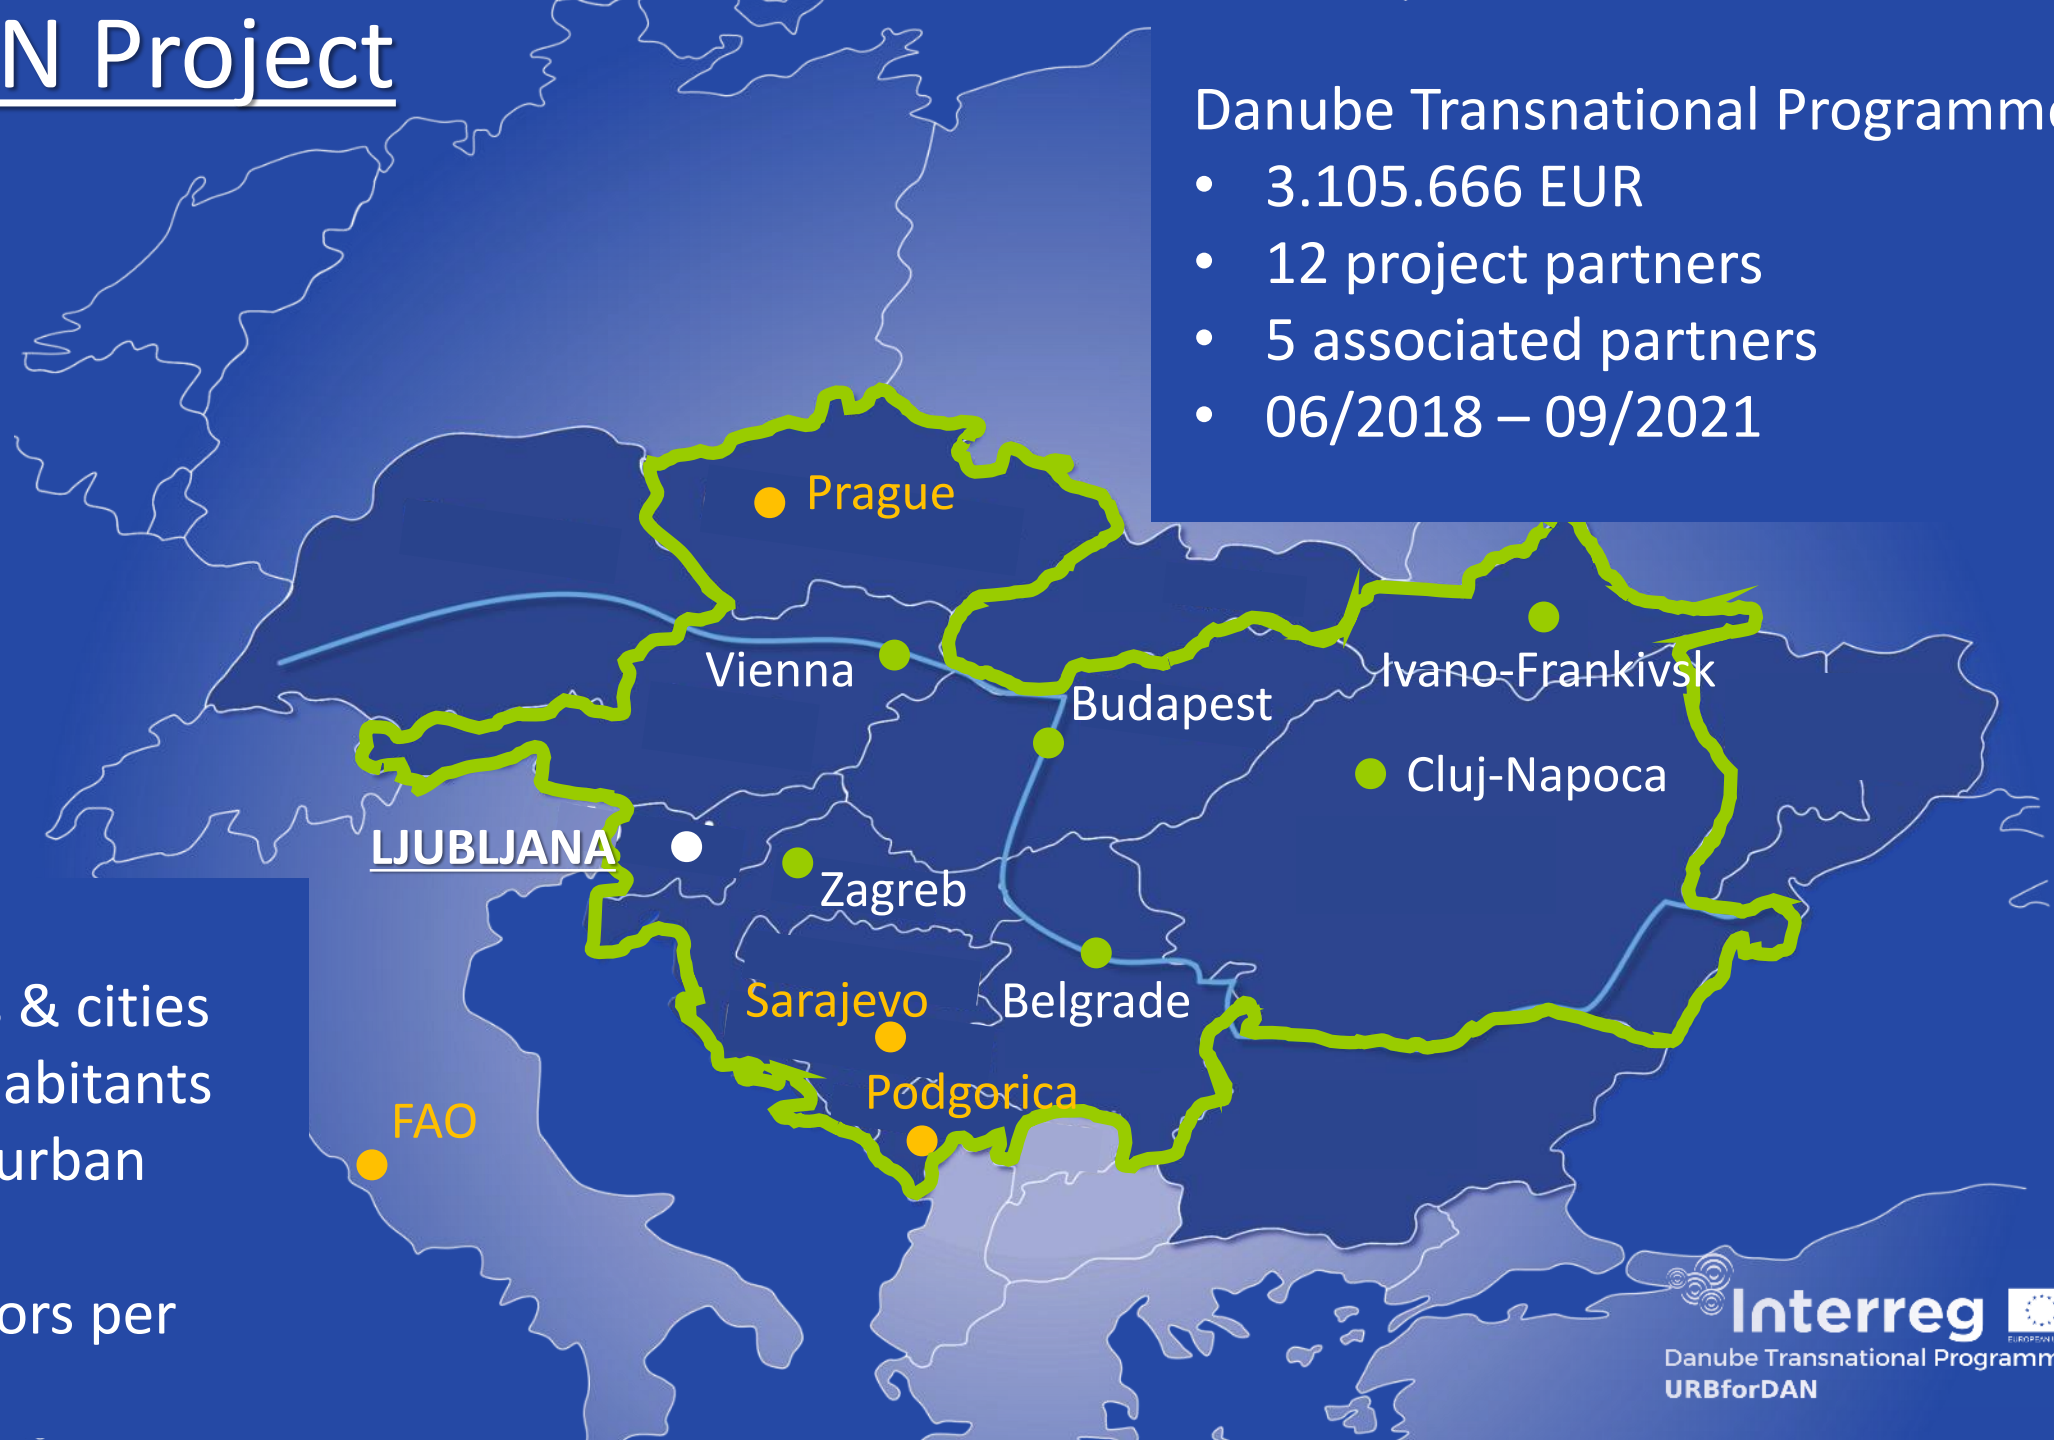 N Project
Danube Transnational Programme
• 3.105.666 EUR
• 12 project partners
• 5 associated partners
• 06/2018 – 09/2021
Prague
Vienna
Budapest
Ivano-Frankivsk
Cluj-Napoca
LJUBLJANA
Zagreb
Sarajevo
Belgrade
Podgorica
FAO
& cities
abitants
urban
ors per
Interreg
Danube Transnational Programm
URBforDAN